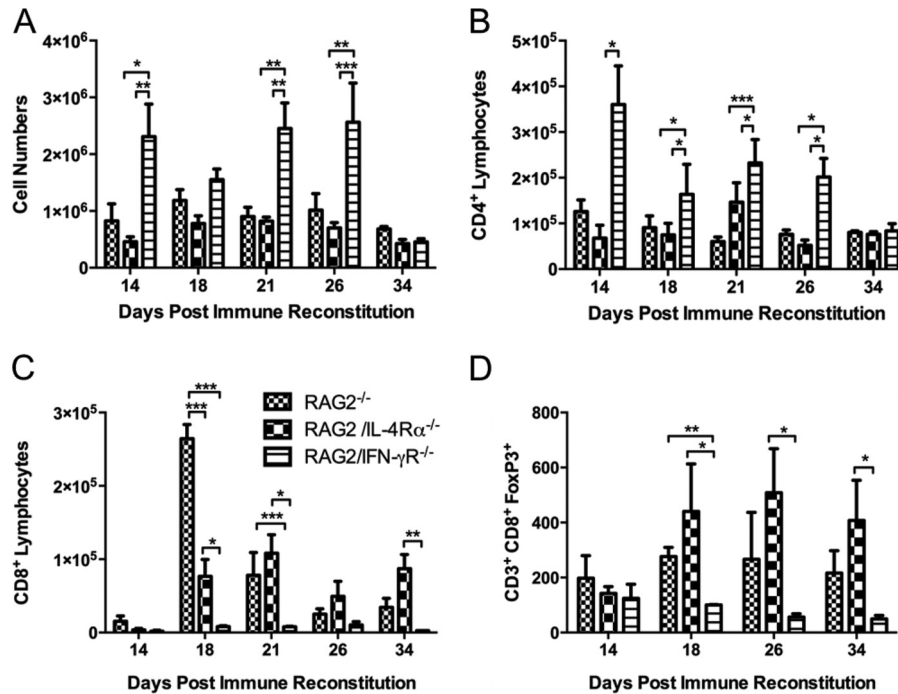 A
Cell Numbers
4×10⁶
3×10⁶
2×10⁶
1×10⁶
0
* ** ** ** ** ***
14 18 21 26 34
Days Post Immune Reconstitution
B
CD4⁺ Lymphocytes
5×10⁵
4×10⁵
3×10⁵
2×10⁵
1×10⁵
0
* * * *** * * *
14 18 21 26 34
Days Post Immune Reconstitution
C
CD8⁺ Lymphocytes
3×10⁵
2×10⁵
1×10⁵
0
*** *** * *** * **
RAG2⁻/⁻
RAG2 /IL-4Rα⁻/⁻
RAG2/IFN-γR⁻/⁻
14 18 21 26 34
Days Post Immune Reconstitution
D
CD3⁺ CD8⁺ FoxP3⁺
800
600
400
200
0
** * * *
14 18 26 34
Days Post Immune Reconstitution